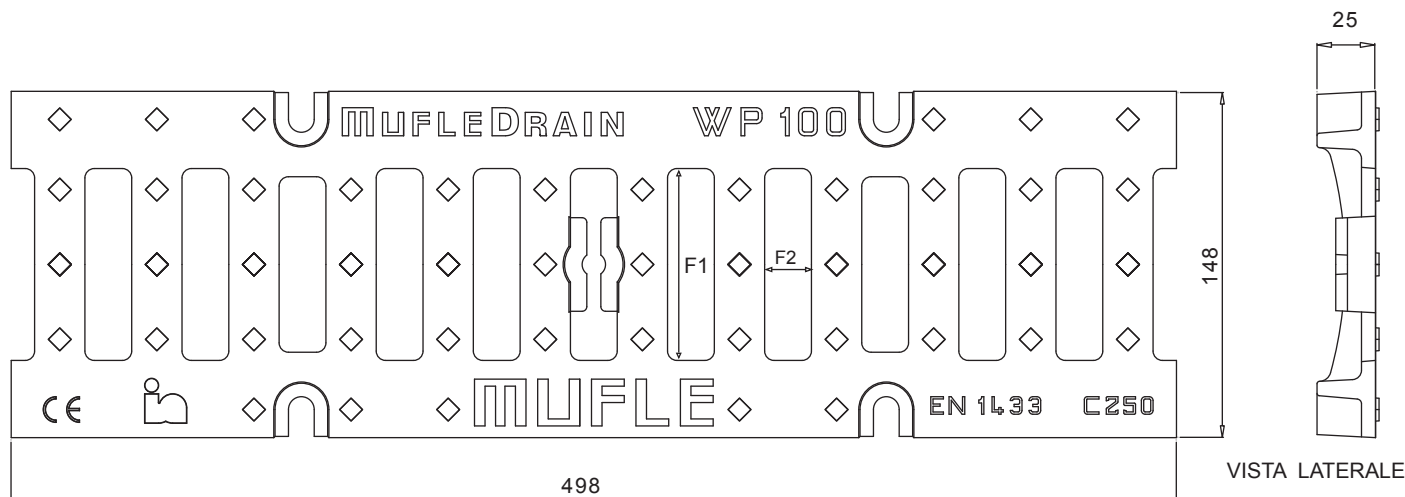 25
MUFLEDRAIN WP 100
148
F1 F2
MUFLE
CE
EN 1433 C250
498
VISTA LATERALE